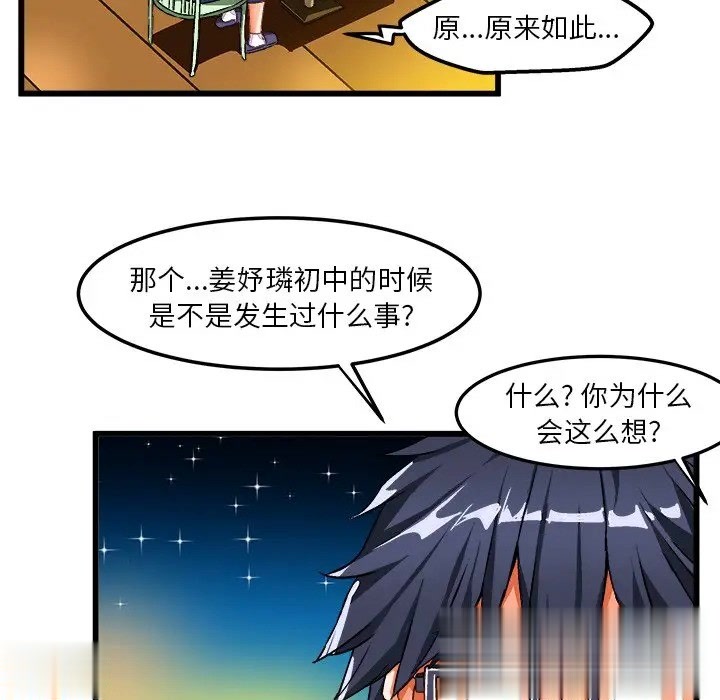 原...原来如此...
那个...姜妤璘初中的时候
是不是发生过什么事?
什么? 你为什么
会这么想?